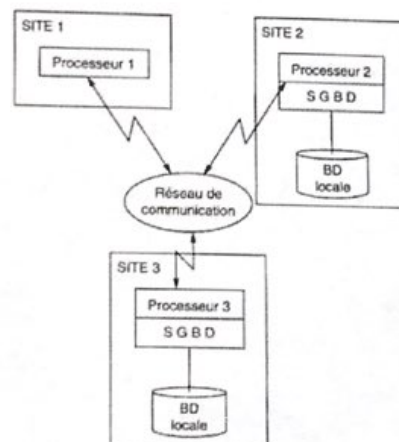 SITE 1
Processeur 1
SITE 2
Processeur 2
S G B D
BD
locale
Réseau de
communication
SITE 3
Processeur 3
S G B D
BD
locale